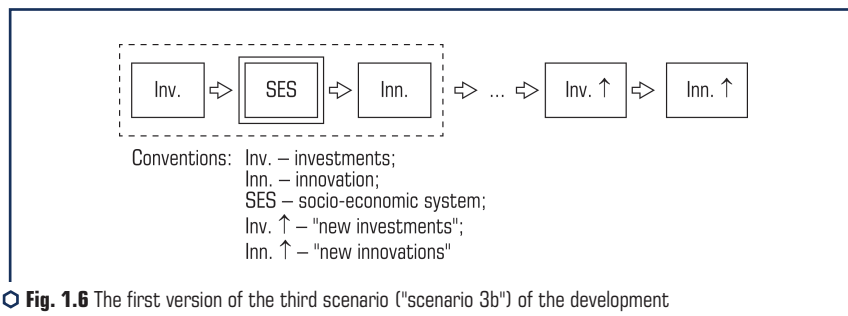 Inv. SES Inn. ... Inv. ↑ Inn. ↑
Conventions: Inv. – investments;
Inn. – innovation;
SES – socio-economic system;
Inv. ↑ – "new investments";
Inn. ↑ – "new innovations"
Fig. 1.6 The first version of the third scenario ("scenario 3b") of the development